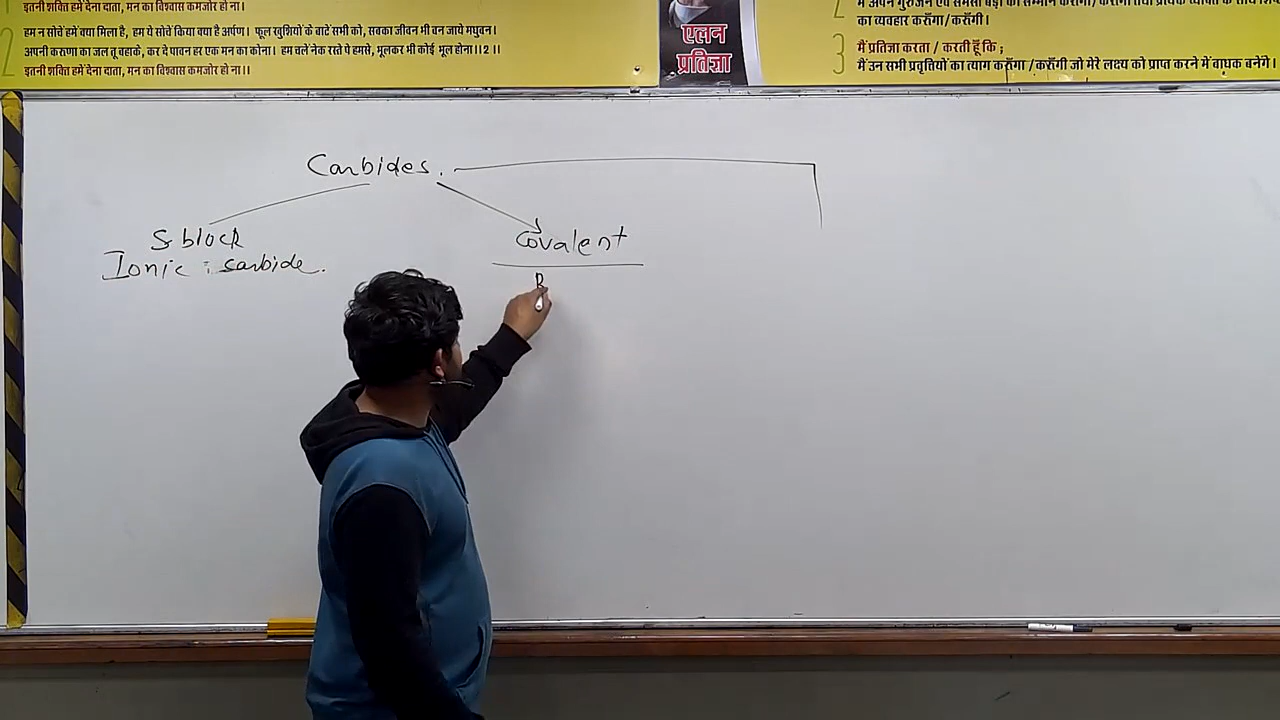 इतनी शक्ति हमें देना दाता, मन का विश्वास कमजोर हो ना।
हम न सोचें हमें क्या मिला है, हम ये सोचें किया क्या है अर्पण। फूल खुशियों के बाटे सभी को, सबका जीवन भी बन जाये मधुवन।
2 अपनी करुणा का जल तू बहाके, कर दे पावन हर एक मन का कोना। हम चलें नेक रस्ते पे हमसे, भूलकर भी कोई भूल होना।।2।।
इतनी शक्ति हमें देना दाता, मन का विश्वास कमजोर हो ना।।
एलन
प्रतिज्ञा
2 मैं अपने गुरुजन एवं समस्त बड़ों का सम्मान करूँगा/करूँगी तथा प्रत्येक व्यक्ति के साथ
का व्यवहार करूँगा/करूँगी।
3 मैं प्रतिज्ञा करता / करती हूँ कि ;
मैं उन सभी प्रवृत्तियों का त्याग करूँगा /करूँगी जो मेरे लक्ष्य को प्राप्त करने में बाधक बनेंगे।
Carbides.
S-block
Ionic : carbide.
Covalent
B